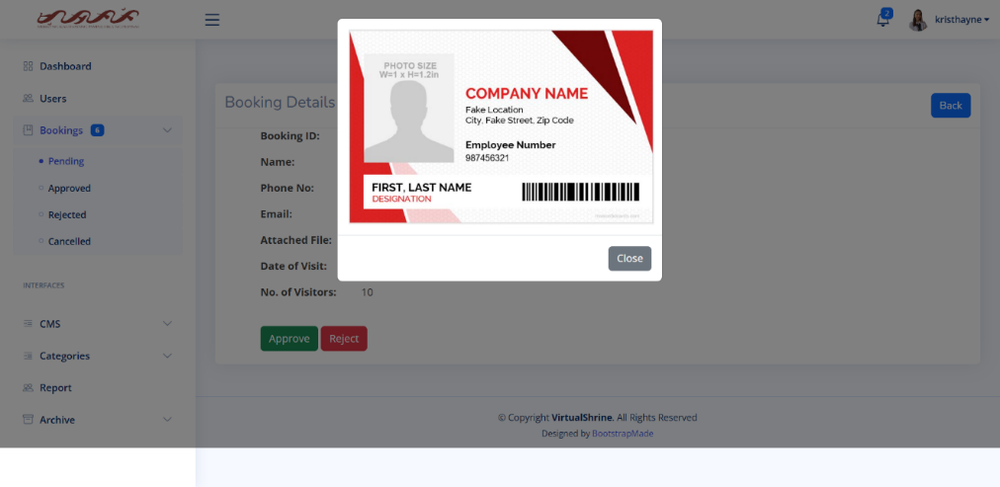 2
kristhayne
Dashboard
Users
Bookings 6
Pending
Approved
Rejected
Cancelled
INTERFACES
CMS
Categories
Report
Archive
Booking Details
Back
Booking ID:
Name:
Phone No:
Email:
Attached File:
Date of Visit:
No. of Visitors: 10
Approve Reject
PHOTO SIZE
W=1 x H=1.2in
COMPANY NAME
Fake Location
City, Fake Street, Zip Code
Employee Number
987456321
FIRST, LAST NAME
DESIGNATION
Close
© Copyright VirtualShrine. All Rights Reserved
Designed by BootstrapMade